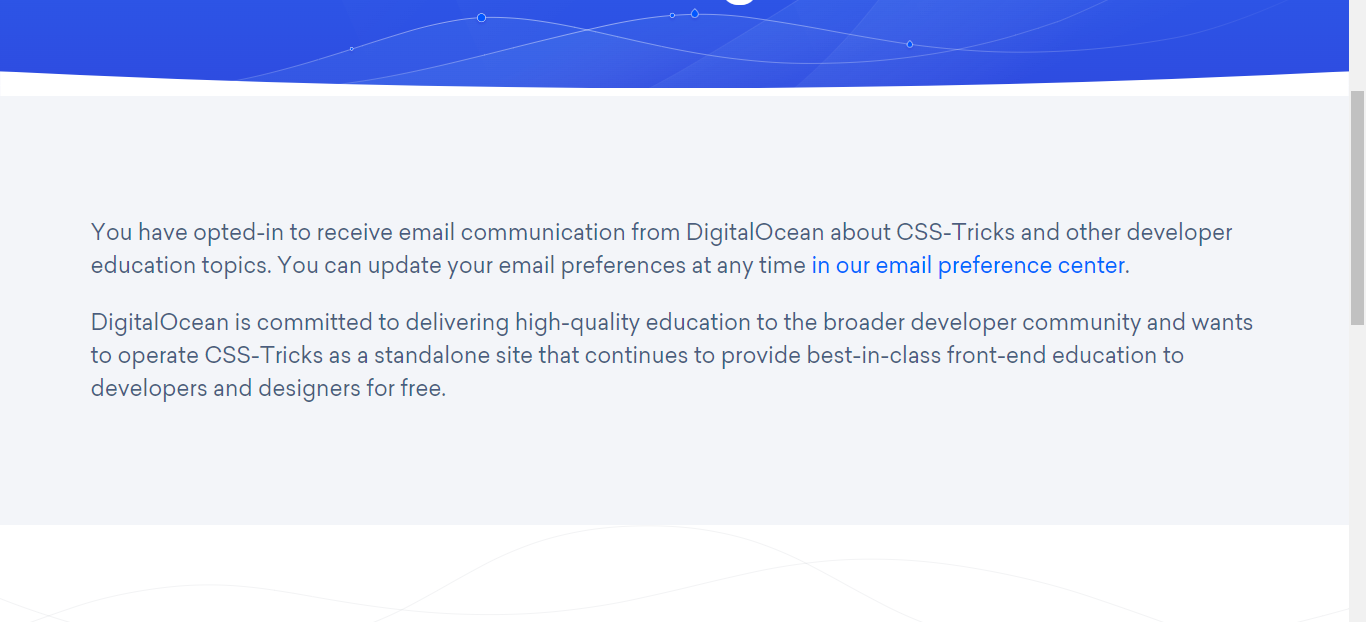 You have opted-in to receive email communication from DigitalOcean about CSS-Tricks and other developer
education topics. You can update your email preferences at any time in our email preference center.
DigitalOcean is committed to delivering high-quality education to the broader developer community and wants
to operate CSS-Tricks as a standalone site that continues to provide best-in-class front-end education to
developers and designers for free.